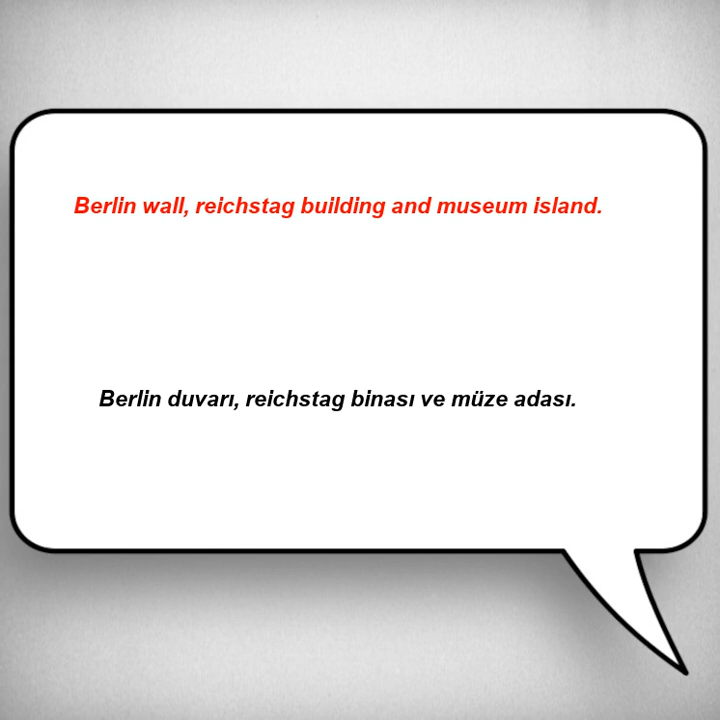 Berlin wall, reichstag building and museum island.
Berlin duvarı, reichstag binası ve müze adası.